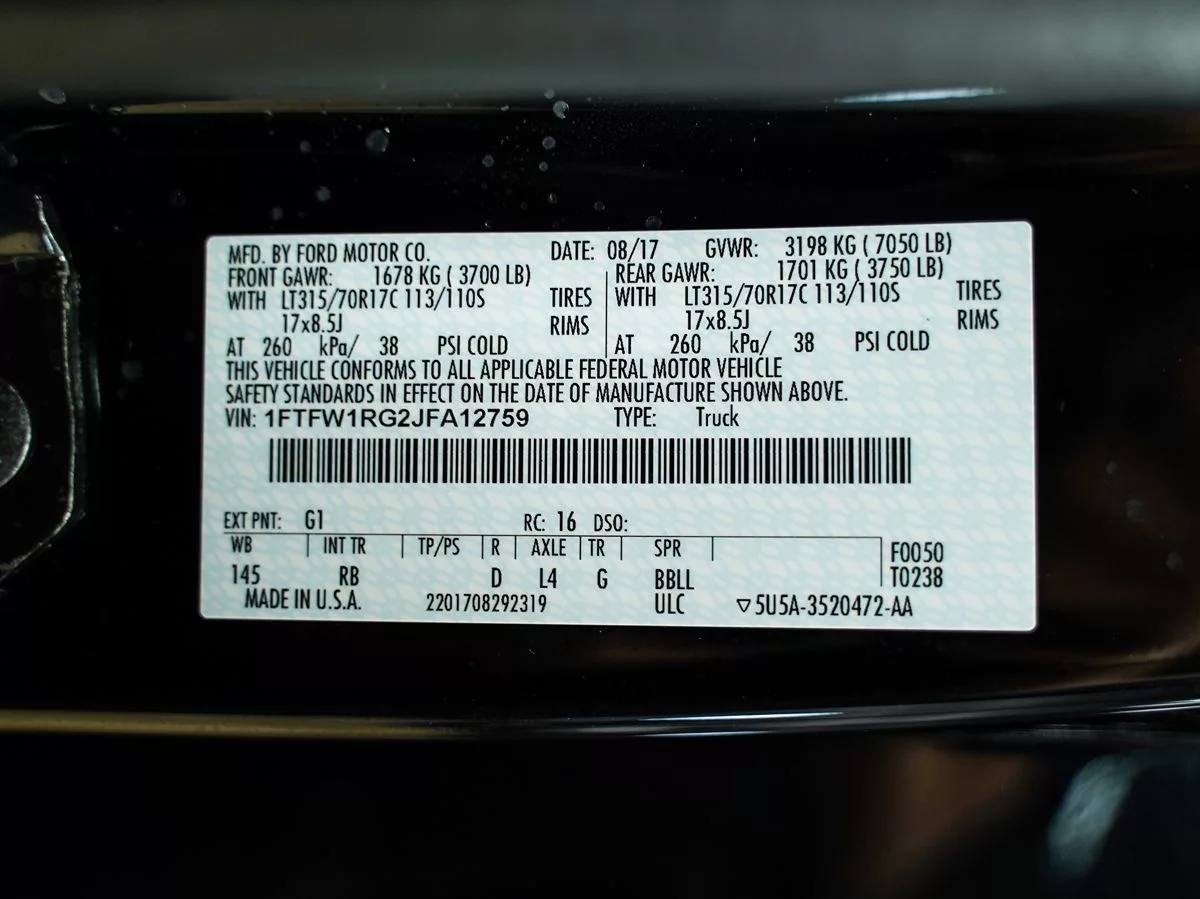 MFD. BY FORD MOTOR CO. DATE: 08/17 GVWR: 3198 KG ( 7050 LB)
FRONT GAWR: 1678 KG ( 3700 LB) REAR GAWR: 1701 KG ( 3750 LB)
WITH LT315/70R17C 113/110S TIRES WITH LT315/70R17C 113/110S TIRES
17x8.5J RIMS 17x8.5J RIMS
AT 260 kPa/ 38 PSI COLD AT 260 kPa/ 38 PSI COLD
THIS VEHICLE CONFORMS TO ALL APPLICABLE FEDERAL MOTOR VEHICLE
SAFETY STANDARDS IN EFFECT ON THE DATE OF MANUFACTURE SHOWN ABOVE.
VIN: 1FTFW1RG2JFA12759 TYPE: Truck
EXT PNT: G1 RC: 16 DSO:
WB INT TR TP/PS R AXLE TR SPR F0050
145 RB D L4 G BBLL T0238
MADE IN U.S.A. 2201708292319 ULC ▽5U5A-3520472-AA